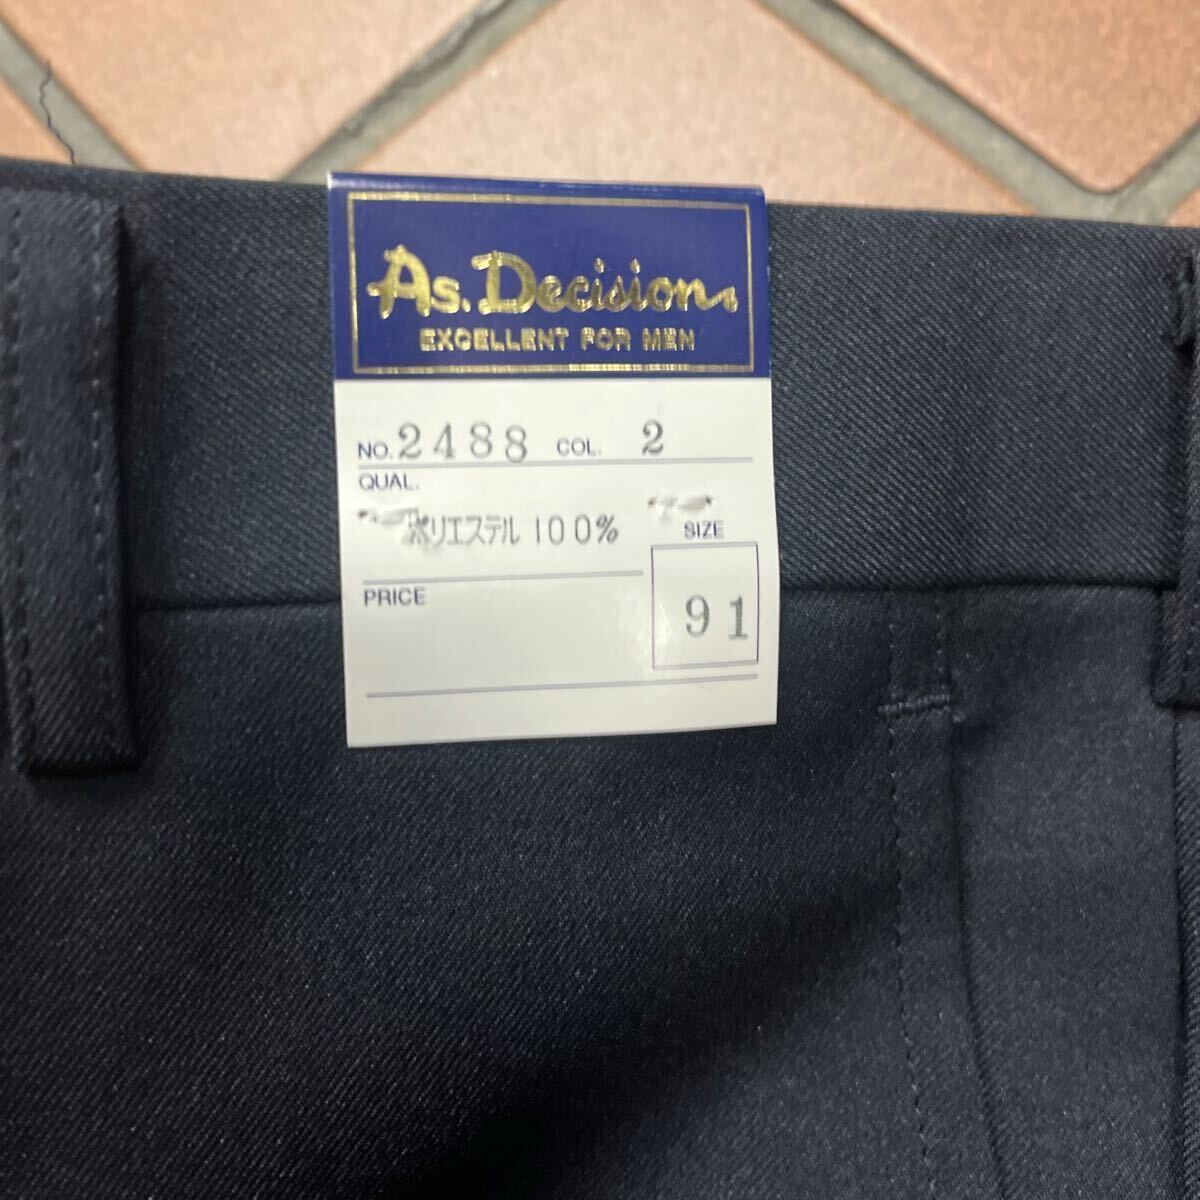 As. Decision
EXCELLENT FOR MEN
NO. 2488 COL. 2
QUAL.
ポリエステル 100%
SIZE
PRICE
91